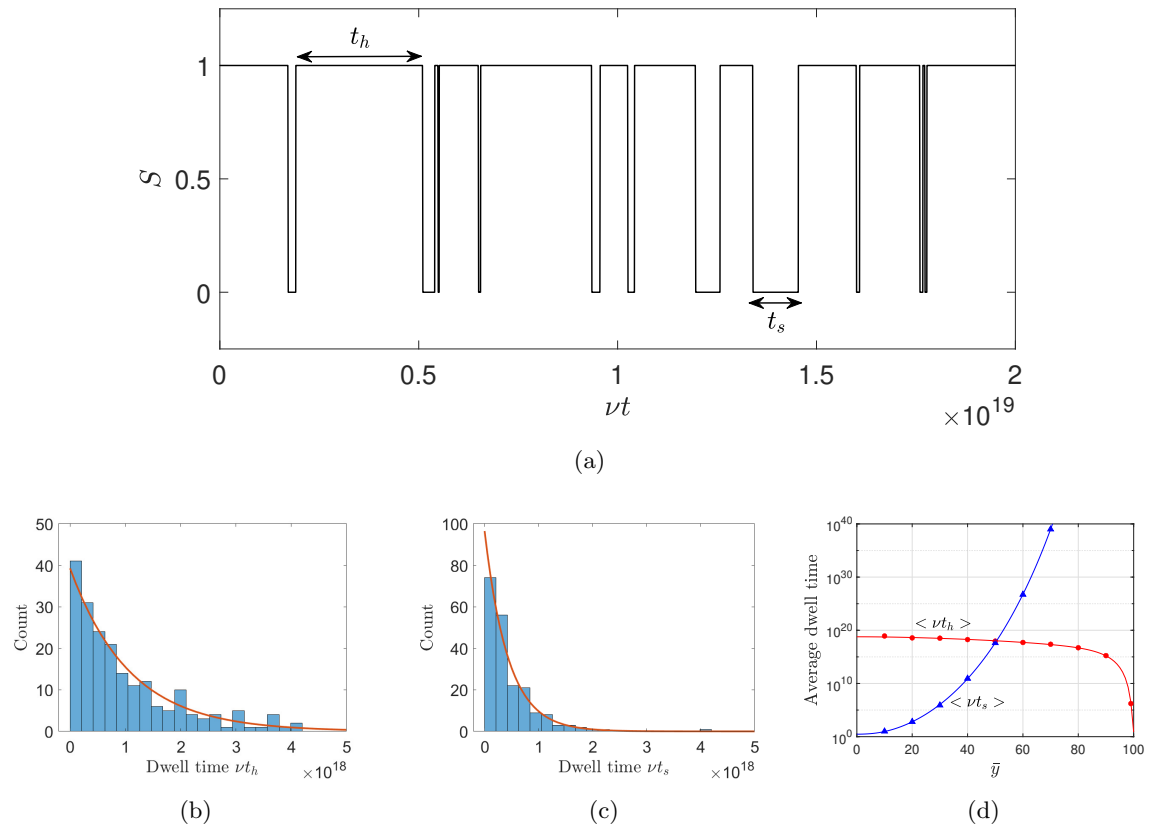 t_h
1
0.5
0
S
t_s
0 0.5 1 1.5 2
νt
×10^19
(a)
50
40
30
20
10
0
Count
0 1 2 3 4 5
Dwell time νt_h
×10^18
(b)
100
80
60
40
20
0
Count
0 1 2 3 4 5
Dwell time νt_s
×10^18
(c)
10^40
10^30
10^20
10^10
10^0
Average dwell time
< νt_h >
< νt_s >
0 20 40 60 80 100
ȳ
(d)